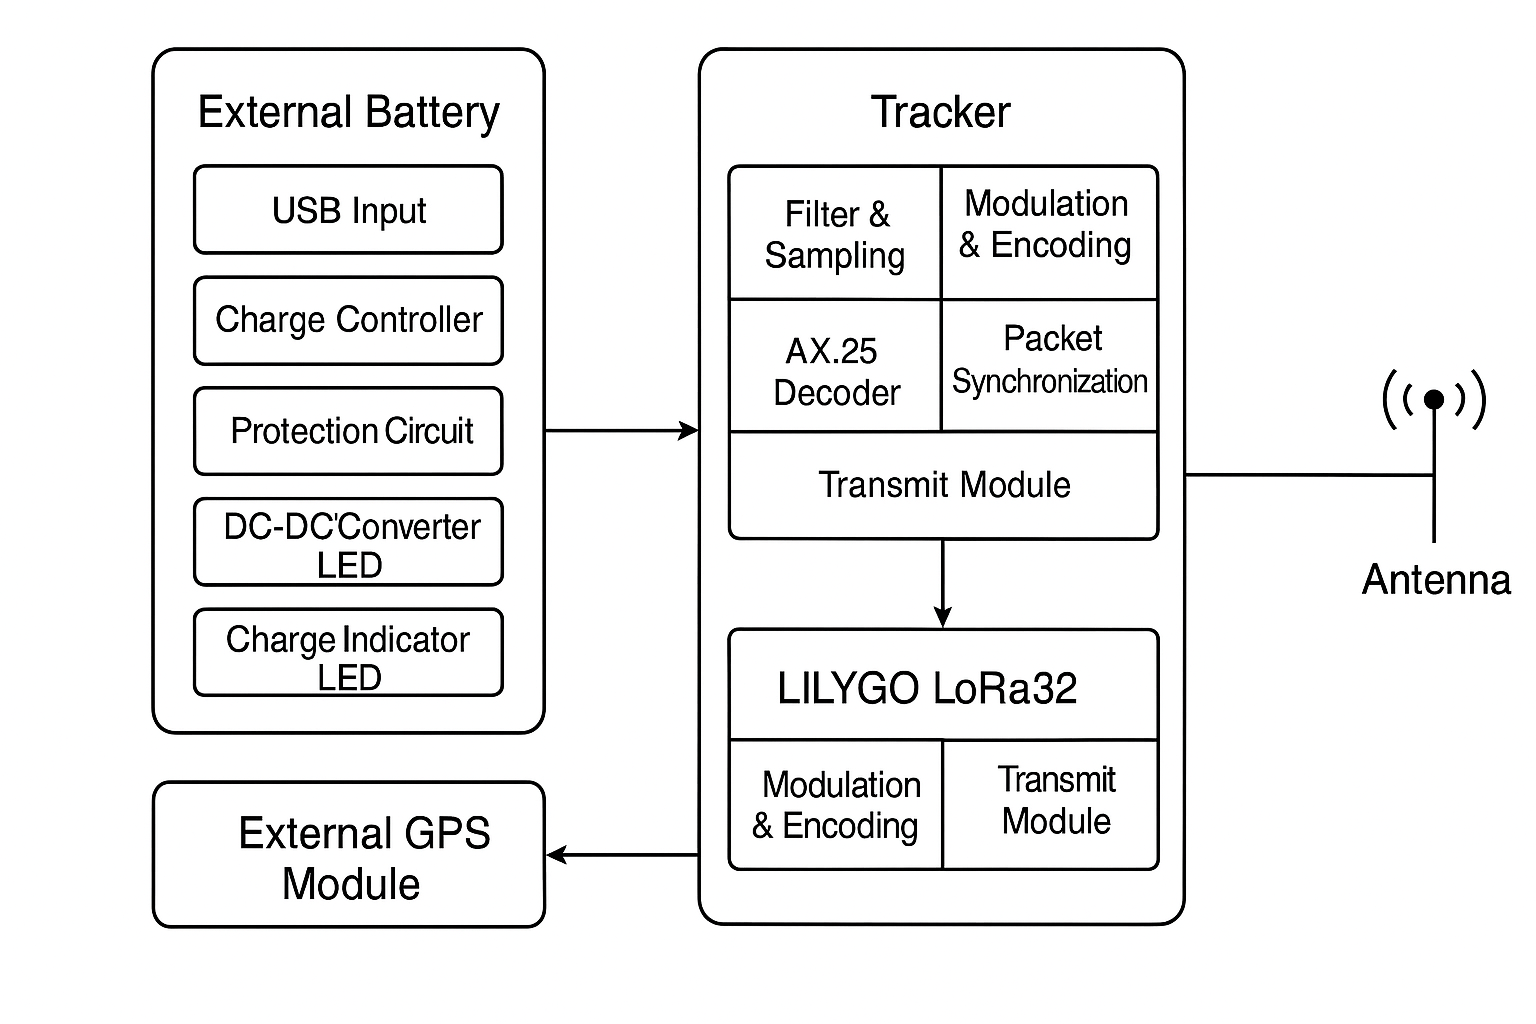 External Battery
USB Input
Charge Controller
Protection Circuit
DC-DC'Converter
LED
Charge Indicator
LED
External GPS
Module
Tracker
Filter &
Sampling
Modulation
& Encoding
AX.25
Decoder
Packet
Synchronization
Transmit Module
LILYGO LoRa32
Modulation
& Encoding
Transmit
Module
Antenna